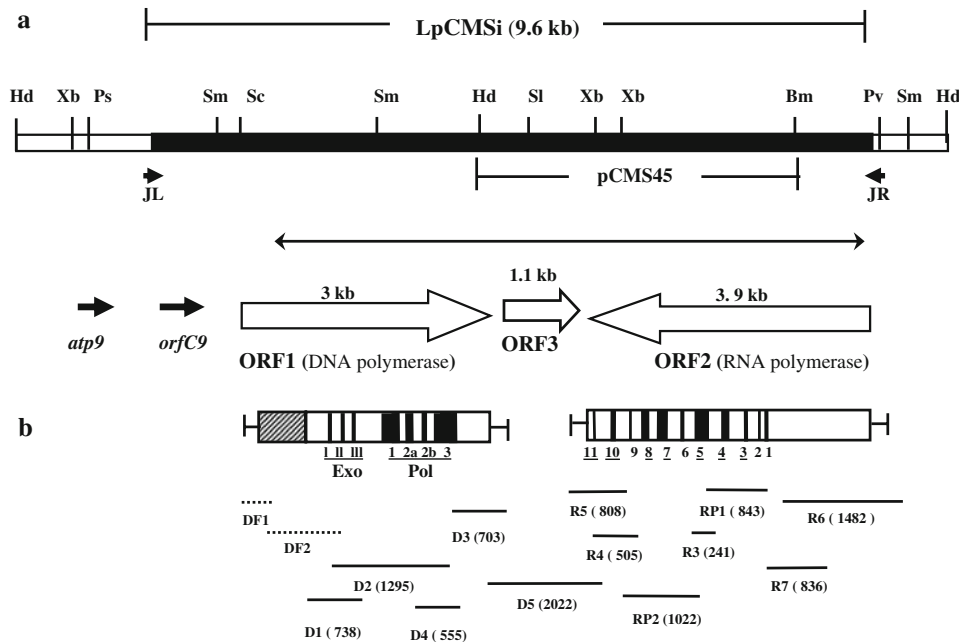 a
LpCMSi (9.6 kb)
Hd Xb Ps Sm Sc Sm Hd Sl Xb Xb Bm Pv Sm Hd
JL pCMS45 JR
3 kb 1.1 kb 3. 9 kb
atp9 orfC9 ORF1 (DNA polymerase) ORF3 ORF2 (RNA polymerase)
b
I II III 1 2a 2b 3 11 10 9 8 7 6 5 4 3 2 1
Exo Pol
DF1 DF2 D3 (703) R5 ( 808) RP1 ( 843) R6 ( 1482 )
R4 ( 505) R3 ( 241)
D2 (1295) D5 (2022) RP2 ( 1022) R7 ( 836)
D1 ( 738) D4 ( 555)